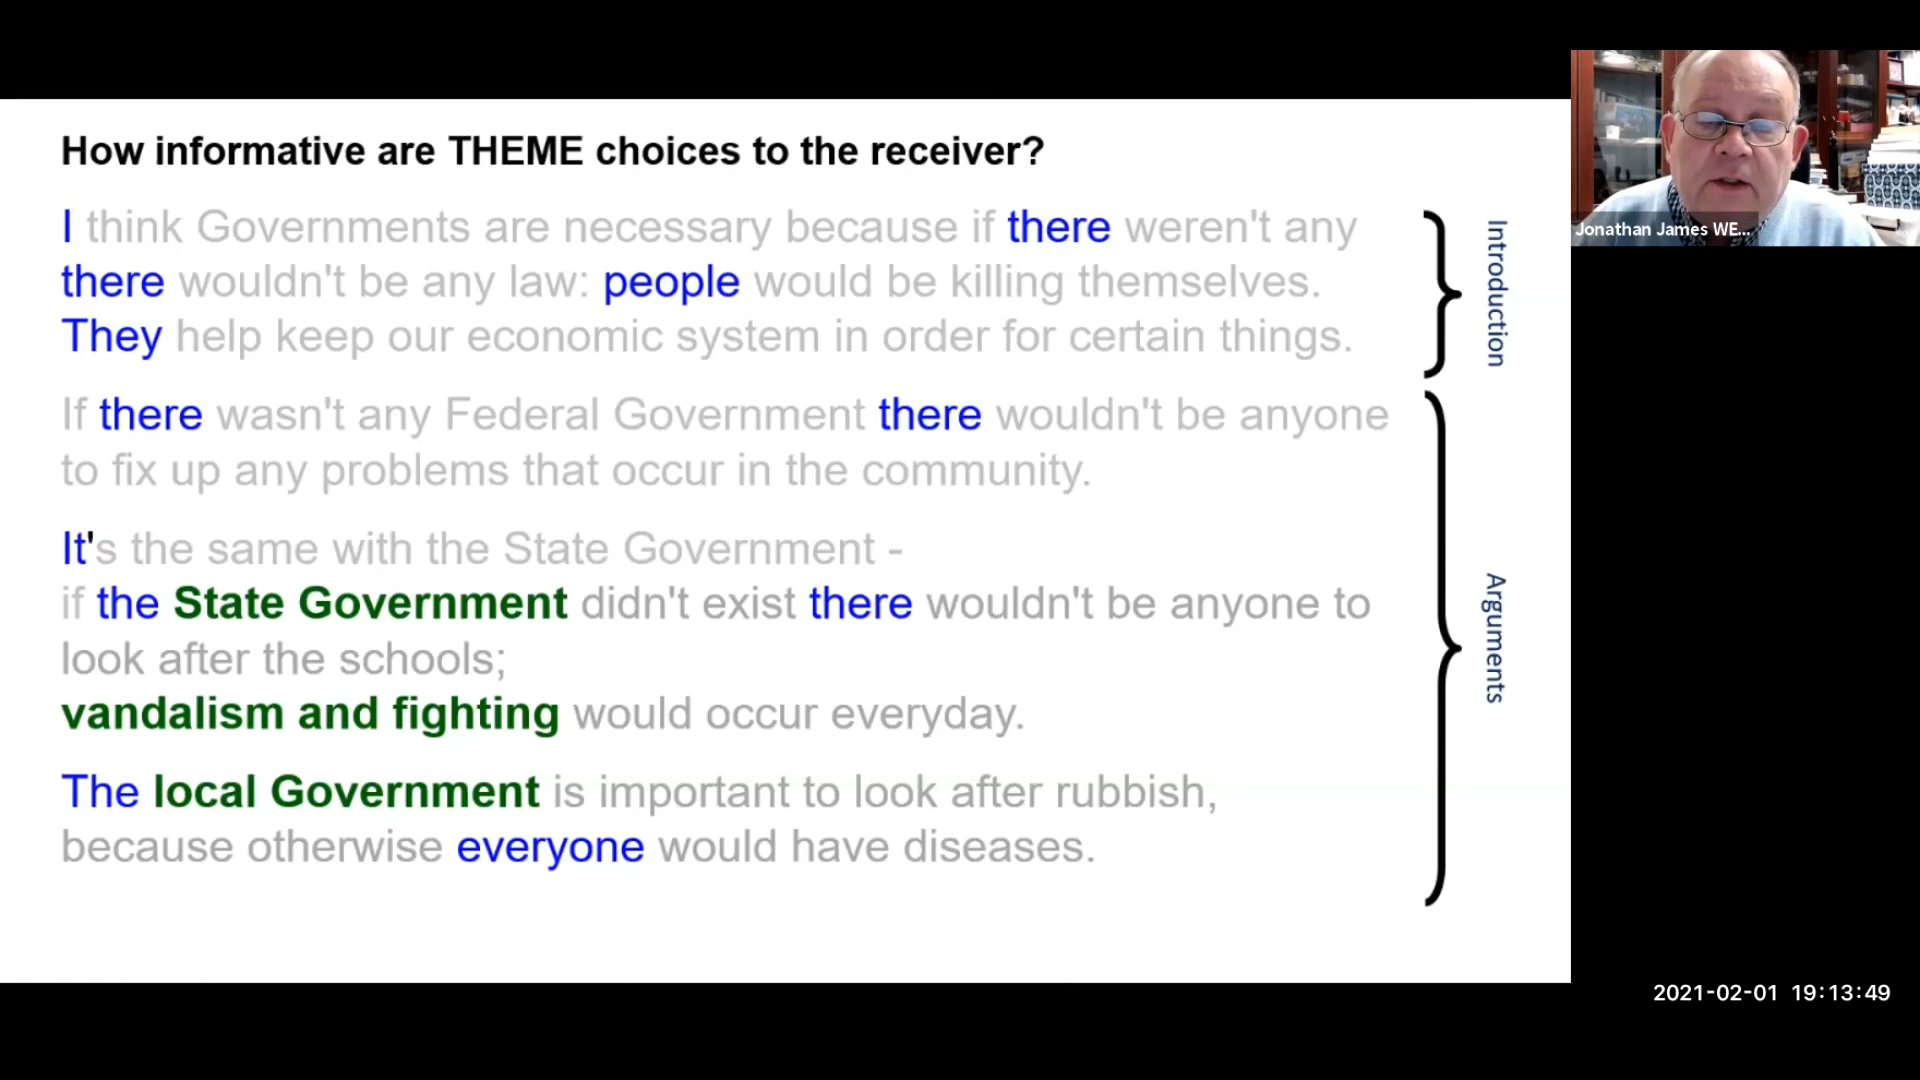 How informative are THEME choices to the receiver?
I think Governments are necessary because if there weren't any
there wouldn't be any law: people would be killing themselves.
They help keep our economic system in order for certain things.
Introduction
If there wasn't any Federal Government there wouldn't be anyone
to fix up any problems that occur in the community.
It's the same with the State Government -
if the State Government didn't exist there wouldn't be anyone to
look after the schools;
vandalism and fighting would occur everyday.
The local Government is important to look after rubbish,
because otherwise everyone would have diseases.
Arguments
Jonathan James WE...
2021-02-01 19:13:49